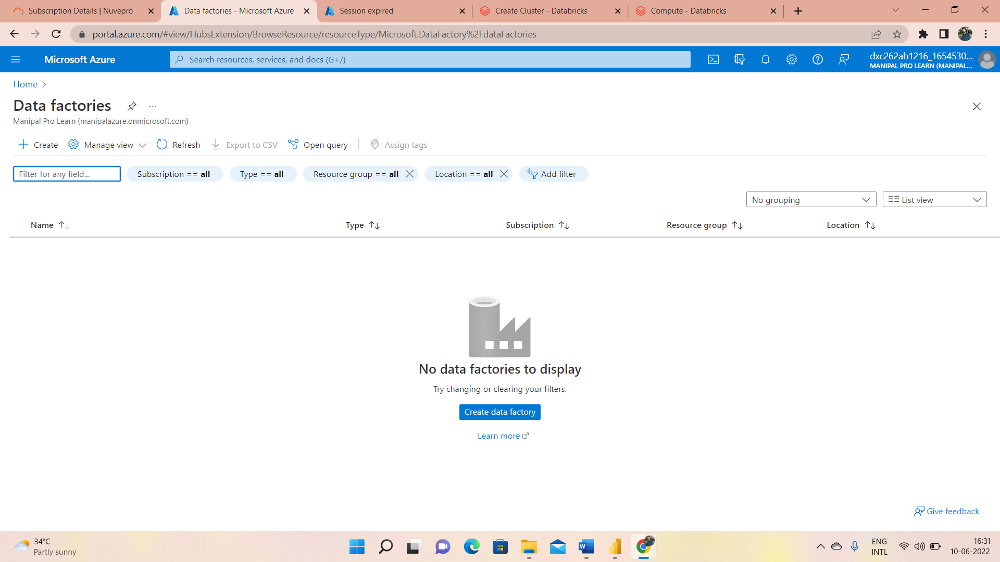 Subscription Details | Nuvepro
Data factories - Microsoft Azure
Session expired
Create Cluster - Databricks
Compute - Databricks
portal.azure.com/#view/HubsExtension/BrowseResource/resourceType/Microsoft.DataFactory%2FdataFactories
Microsoft Azure
Search resources, services, and docs (G+/)
dxc262ab1216_1654530...
MANIPAL PRO LEARN (MANIPAL...
Home
Data factories
...
Manipal Pro Learn (manipalazure.onmicrosoft.com)
Create
Manage view
Refresh
Export to CSV
Open query
Assign tags
Filter for any field...
Subscription == all
Type == all
Resource group == all
Location == all
Add filter
No grouping
List view
Name
Type
Subscription
Resource group
Location
No data factories to display
Try changing or clearing your filters.
Create data factory
Learn more
Give feedback
34°C
Partly sunny
ENG
INTL
16:31
10-06-2022